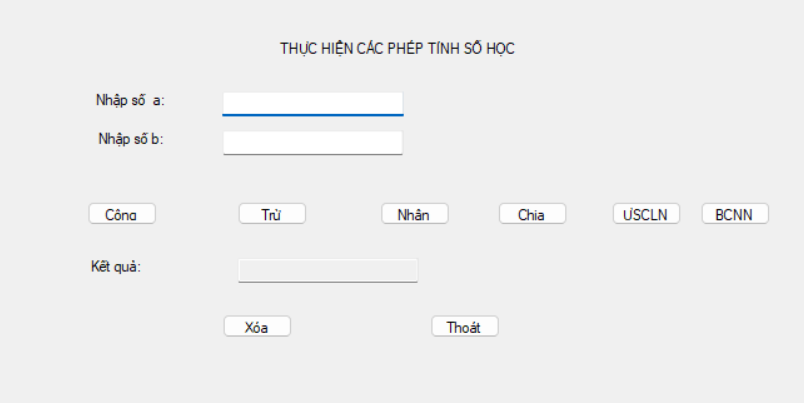 THỰC HIỆN CÁC PHÉP TÍNH SỐ HỌC
Nhập số a:
Nhập số b:
Cộng Trừ Nhân Chia ƯSCLN BCNN
Kết quả:
Xóa Thoát